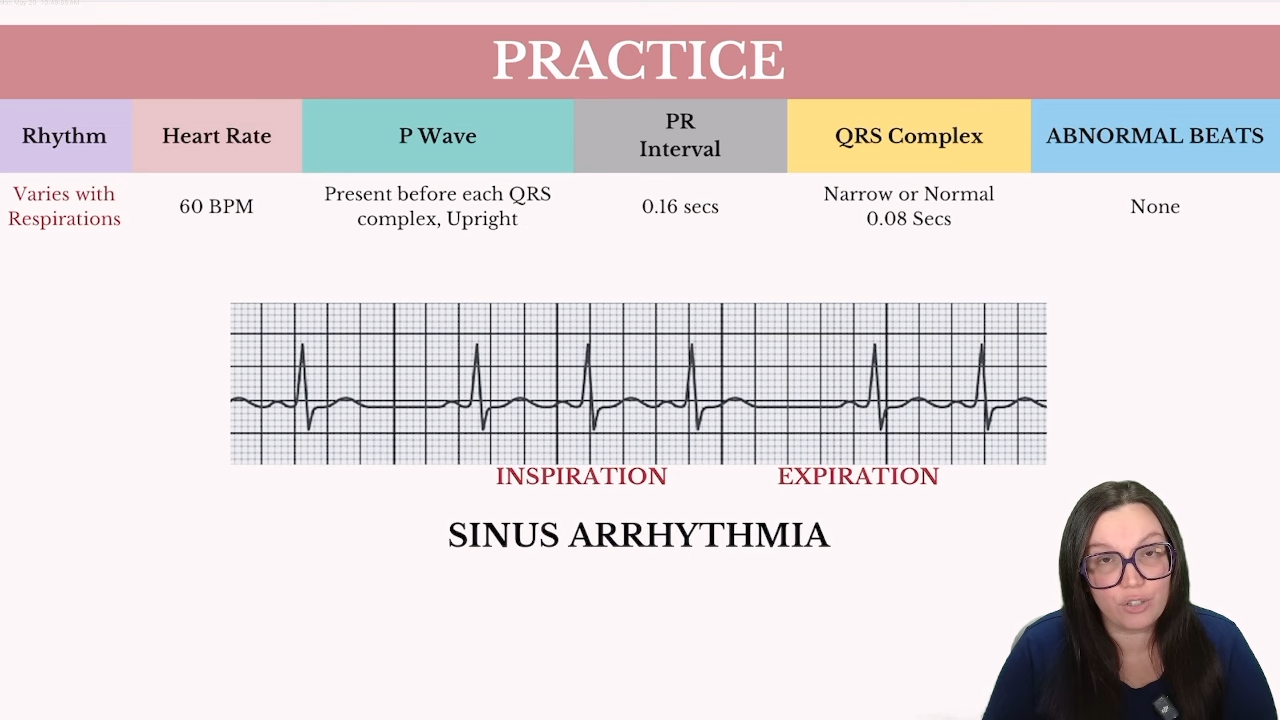 PRACTICE
Rhythm
Heart Rate
P Wave
PR
Interval
QRS Complex
ABNORMAL BEATS
Varies with
Respirations
60 BPM
Present before each QRS
complex, Upright
0.16 secs
Narrow or Normal
0.08 Secs
None
INSPIRATION
EXPIRATION
SINUS ARRHYTHMIA